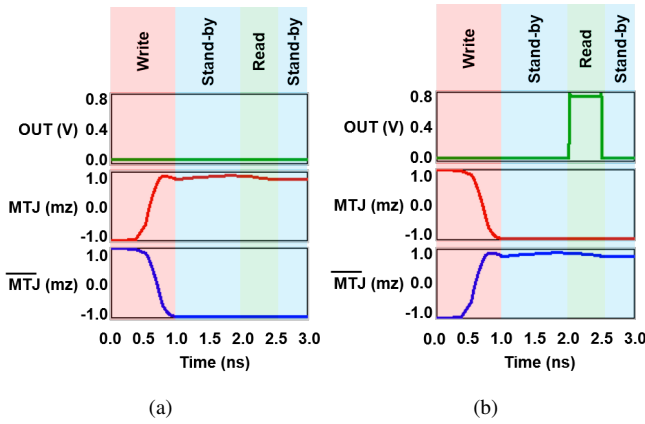 Write
Stand-by
Read
Stand-by
0.8
OUT (V) 0.4
0.0
1.0
MTJ (mz) 0.0
-1.0
1.0
M̅T̅J̅ (mz) 0.0
-1.0
0.0 0.5 1.0 1.5 2.0 2.5 3.0
Time (ns)
(a)
Write
Stand-by
Read
Stand-by
0.8
OUT (V) 0.4
0.0
1.0
MTJ (mz) 0.0
-1.0
1.0
M̅T̅J̅ (mz) 0.0
-1.0
0.0 0.5 1.0 1.5 2.0 2.5 3.0
Time (ns)
(b)